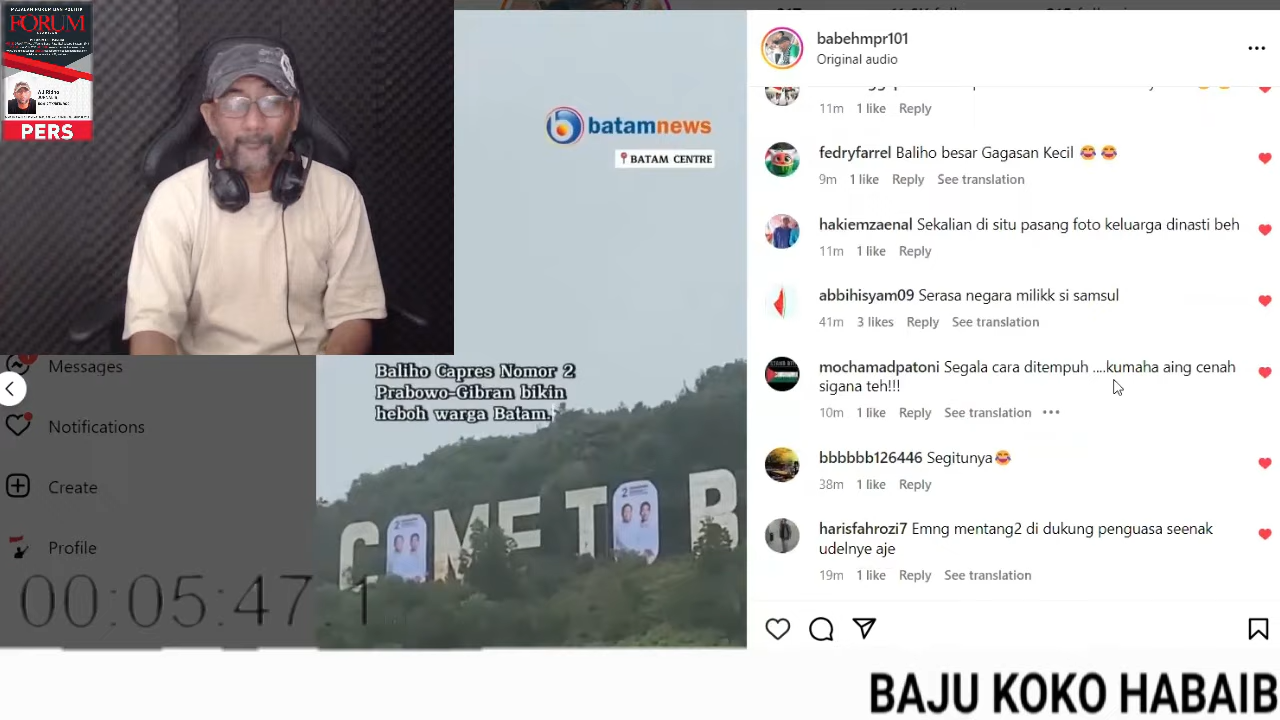 FORUM
PERS
batamnews
BATAM CENTRE
Baliho Capres Nomor 2
Prabowo-Gibran bikin
heboh warga Batam.
COME TO B
2
2
Messages
Notifications
Create
Profile
00:05:47.1
babehmpr101
Original audio
11m 1 like Reply
fedryfarrel Baliho besar Gagasan Kecil 😂 😂
9m 1 like Reply See translation
hakiemzaenal Sekalian di situ pasang foto keluarga dinasti beh
11m 1 like Reply
abbihisyam09 Serasa negara milikk si samsul
41m 3 likes Reply See translation
mochamadpatoni Segala cara ditempuh ....kumaha aing cenah
sigana teh!!!
10m 1 like Reply See translation
bbbbbb126446 Segitunya😂
38m 1 like Reply
harisfahrozi7 Emng mentang2 di dukung penguasa seenak
udelnye aje
19m 1 like Reply See translation
BAJU KOKO HABAIB